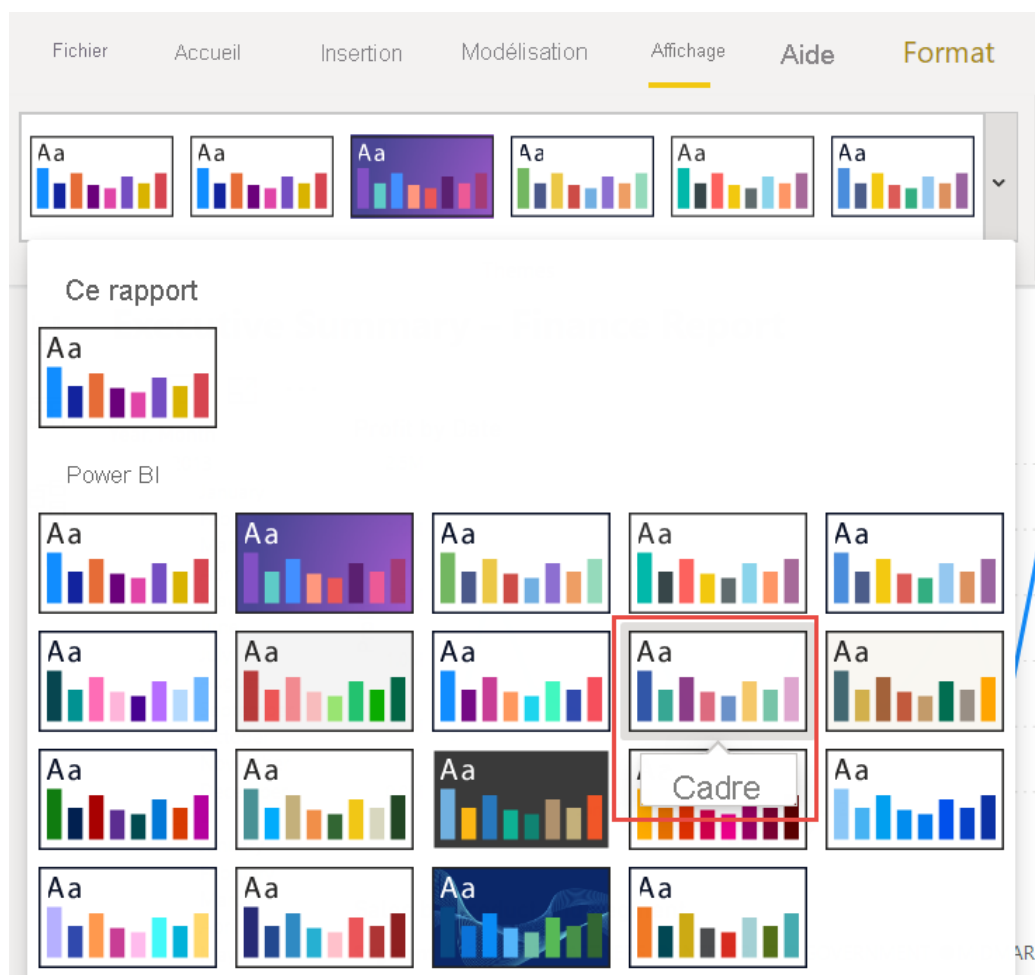 Fichier Accueil Insertion Modélisation Affichage Aide Format
Aa Aa Aa Aa Aa Aa
Ce rapport
Aa
Power BI
Aa Aa Aa Aa Aa
Aa Aa Aa Aa Aa
Aa Aa Aa Aa
Cadre
Aa Aa Aa Aa
AR